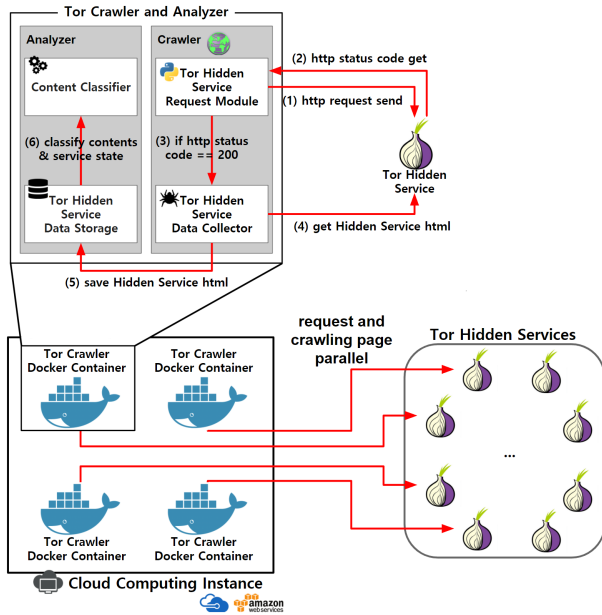 Tor Crawler and Analyzer
Analyzer
Crawler
Content Classifier
Tor Hidden
Service
Request Module
(2) http status code get
(1) http request send
(6) classify contents
& service state
(3) if http status
code == 200
Tor Hidden
Service
Tor Hidden
Service
Data Storage
Tor Hidden
Service
Data Collector
(4) get Hidden Service html
(5) save Hidden Service html
request and
crawling page
parallel
Tor Hidden Services
Tor Crawler
Docker Container
Tor Crawler
Docker Container
...
Tor Crawler
Docker Container
Tor Crawler
Docker Container
Cloud Computing Instance
amazon
webservices